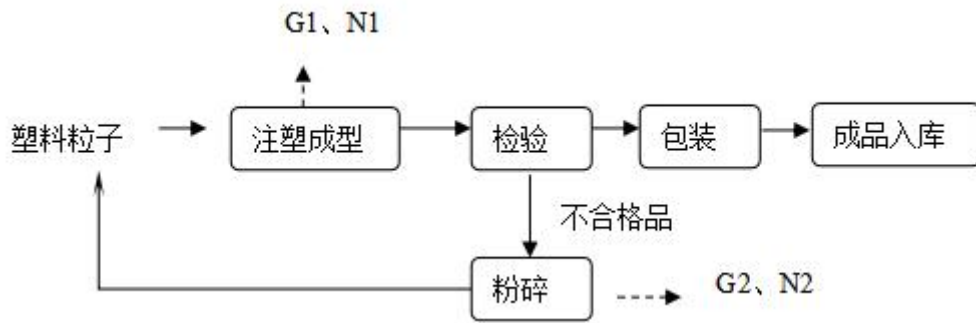 G1、N1
塑料粒子
注塑成型
检验
包装
成品入库
不合格品
粉碎
G2、N2